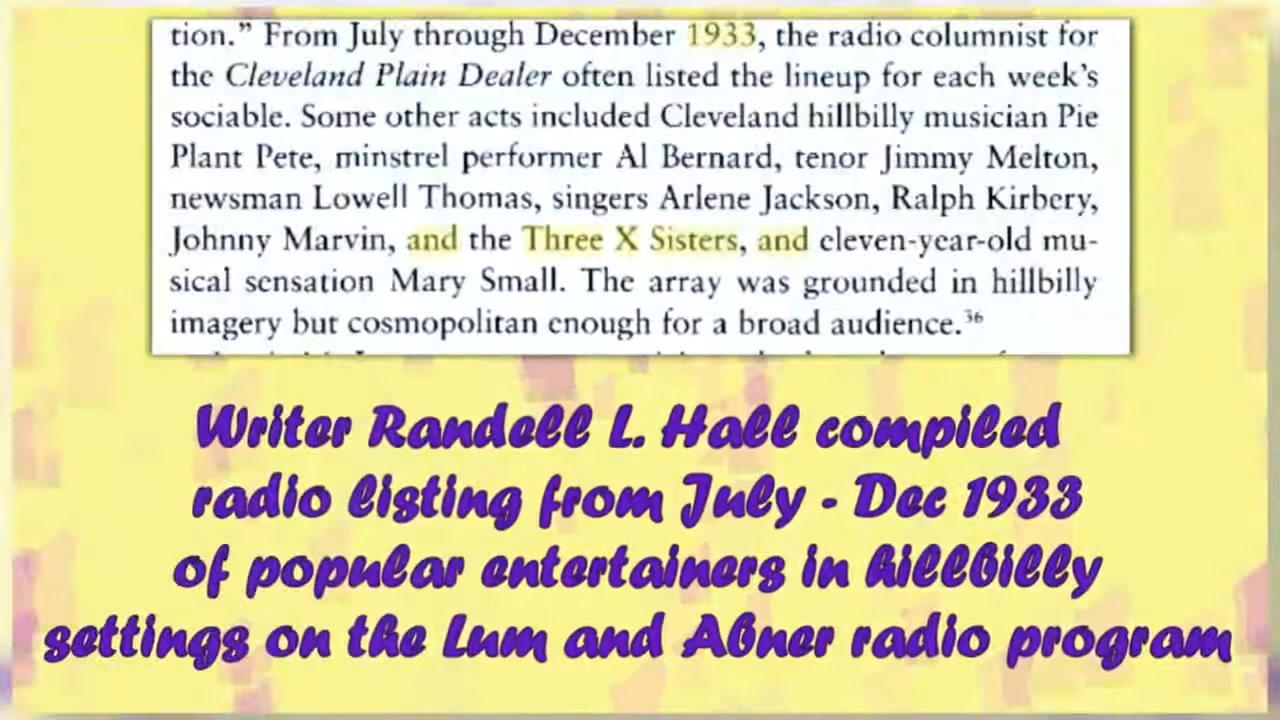 tion.” From July through December 1933, the radio columnist for
the Cleveland Plain Dealer often listed the lineup for each week’s
sociable. Some other acts included Cleveland hillbilly musician Pie
Plant Pete, minstrel performer Al Bernard, tenor Jimmy Melton,
newsman Lowell Thomas, singers Arlene Jackson, Ralph Kirbery,
Johnny Marvin, and the Three X Sisters, and eleven-year-old mu-
sical sensation Mary Small. The array was grounded in hillbilly
imagery but cosmopolitan enough for a broad audience.36
Writer Randell L. Hall compiled
radio listing from July - Dec 1933
of popular entertainers in hillbilly
settings on the Lum and Abner radio program